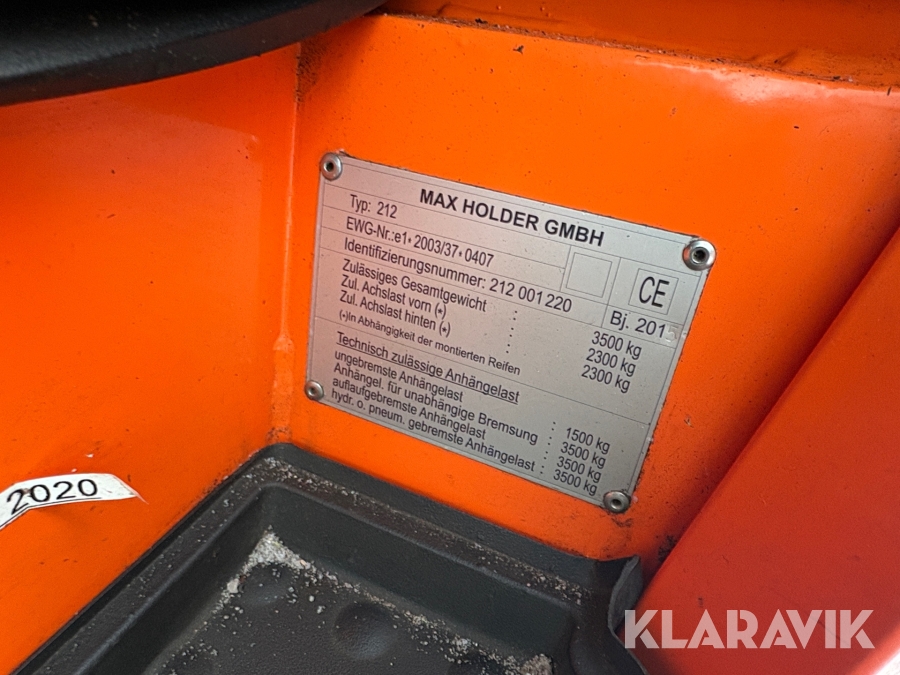 MAX HOLDER GMBH
Typ: 212
EWG-Nr.:e1*2003/37*0407
Identifizierungsnummer: 212 001 220
CE
Bj.
Zulässiges Gesamtgewicht : 3500 kg
Zul. Achslast vorn (*) : 2300 kg
Zul. Achslast hinten (*) : 2300 kg
(*)In Abhängigkeit der montierten Reifen
Technisch zulässige Anhängelast
ungebremste Anhängelast : 1500 kg
Anhängel. für unabhängige Bremsung : 3500 kg
auflaufgebremste Anhängelast : 3500 kg
hydr. o. pneum. gebremste Anhängelast : 3500 kg
2020
KLARAVIK